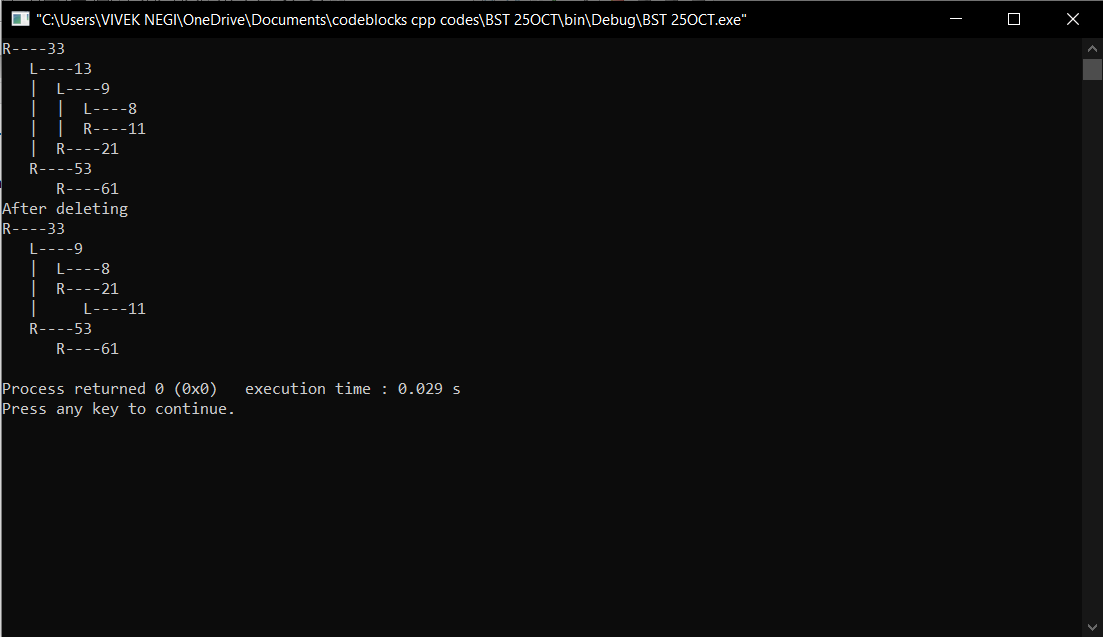 "C:\Users\VIVEK NEGI\OneDrive\Documents\codeblocks cpp codes\BST 25OCT\bin\Debug\BST 25OCT.exe"
R----33
   L----13
   |  L----9
   |  |  L----8
   |  |  R----11
   |  R----21
   R----53
      R----61
After deleting
R----33
   L----9
   |  L----8
   |  R----21
   |     L----11
   R----53
      R----61
Process returned 0 (0x0)   execution time : 0.029 s
Press any key to continue.